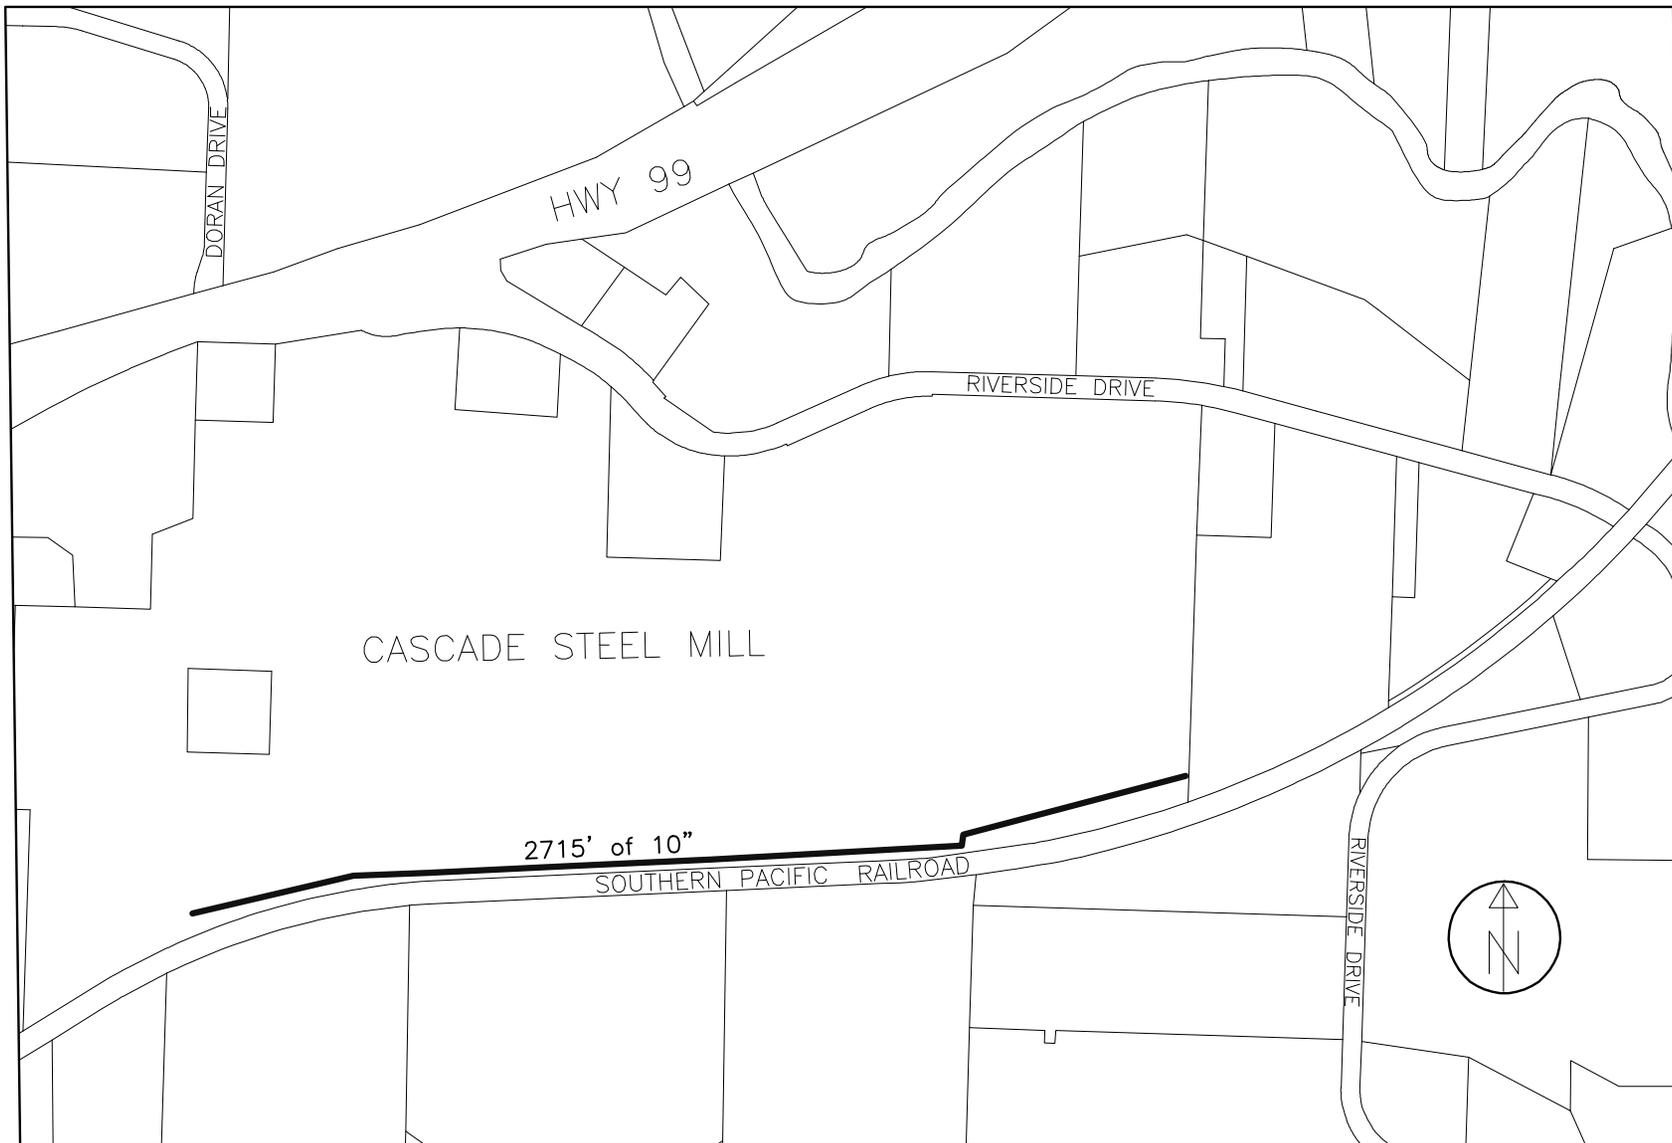 DORAN DRIVE
HWY 99
RIVERSIDE DRIVE
CASCADE STEEL MILL
2715' of 10”
SOUTHERN PACIFIC RAILROAD
RIVERSIDE DRIVE
N